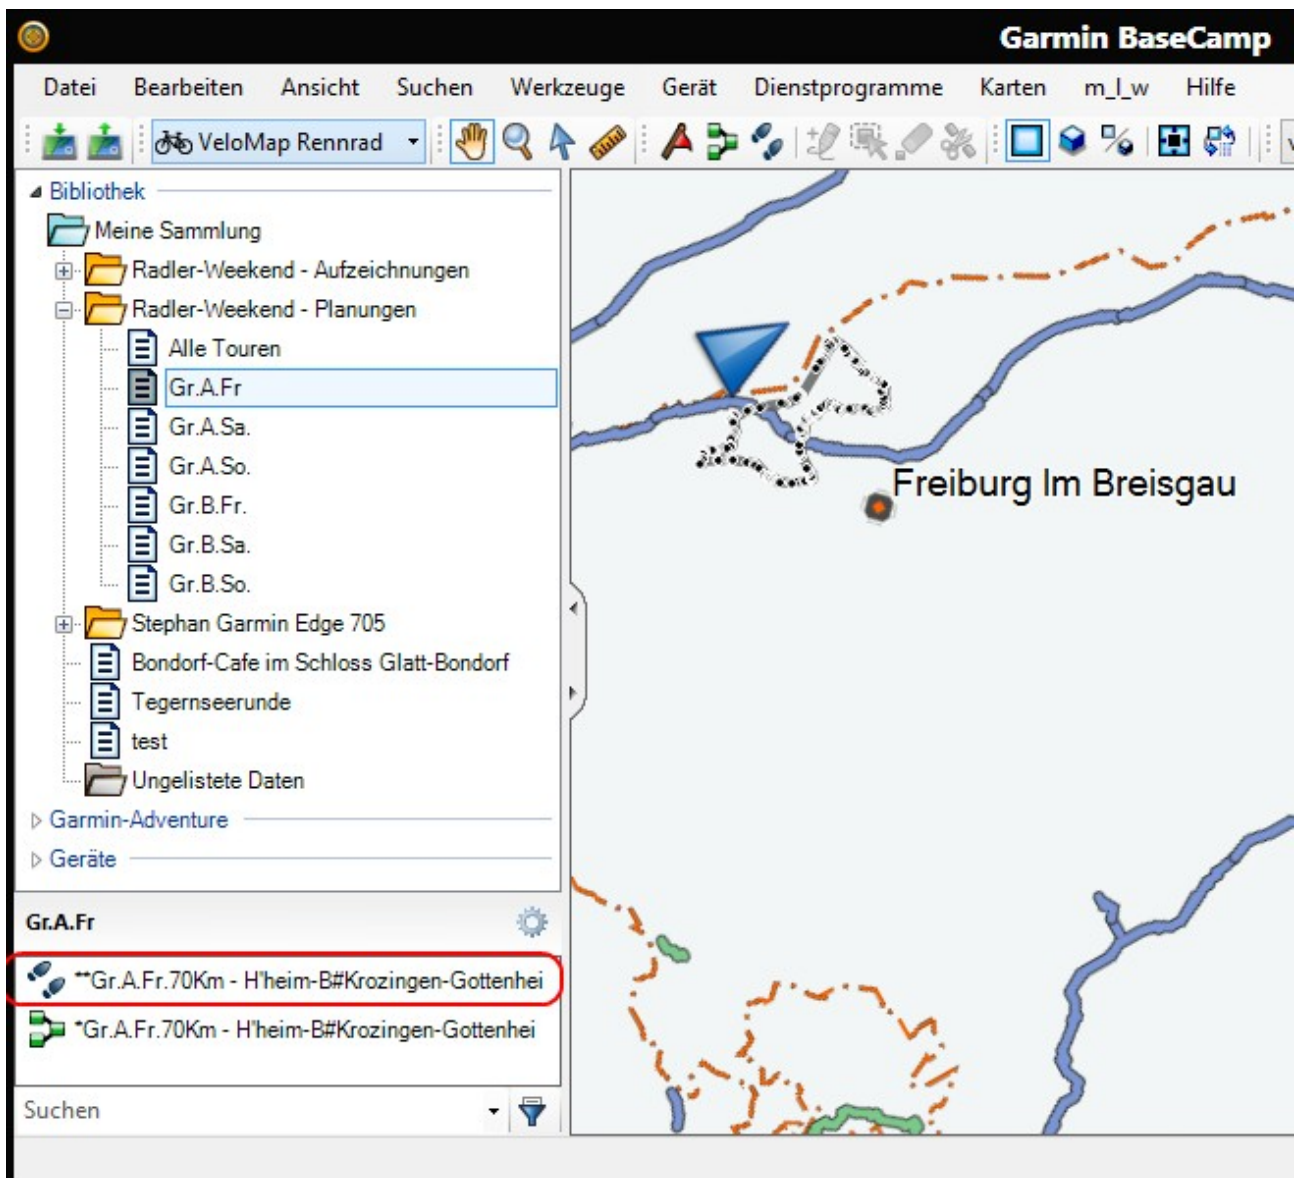 Garmin BaseCamp
Datei Bearbeiten Ansicht Suchen Werkzeuge Gerät Dienstprogramme Karten m_l_w Hilfe
VeloMap Rennrad
Bibliothek
Meine Sammlung
Radler-Weekend - Aufzeichnungen
Radler-Weekend - Planungen
Alle Touren
Gr.A.Fr
Gr.A.Sa.
Gr.A.So.
Gr.B.Fr.
Gr.B.Sa.
Gr.B.So.
Stephan Garmin Edge 705
Bondorf-Cafe im Schloss Glatt-Bondorf
Tegernseerunde
test
Ungelistete Daten
Garmin-Adventure
Geräte
Freiburg Im Breisgau
Gr.A.Fr
**Gr.A.Fr.70Km - H'heim-B#Krozingen-Gottenhei
*Gr.A.Fr.70Km - H'heim-B#Krozingen-Gottenhei
Suchen